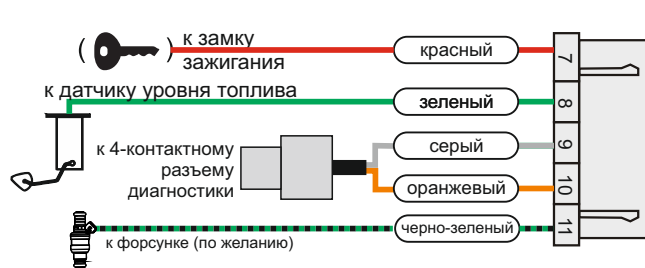 к замку
зажигания
красный
7
к датчику уровня топлива
зеленый
8
к 4-контактному
разъему
диагностики
серый
9
оранжевый
10
черно-зеленый
11
к форсунке (по желанию)